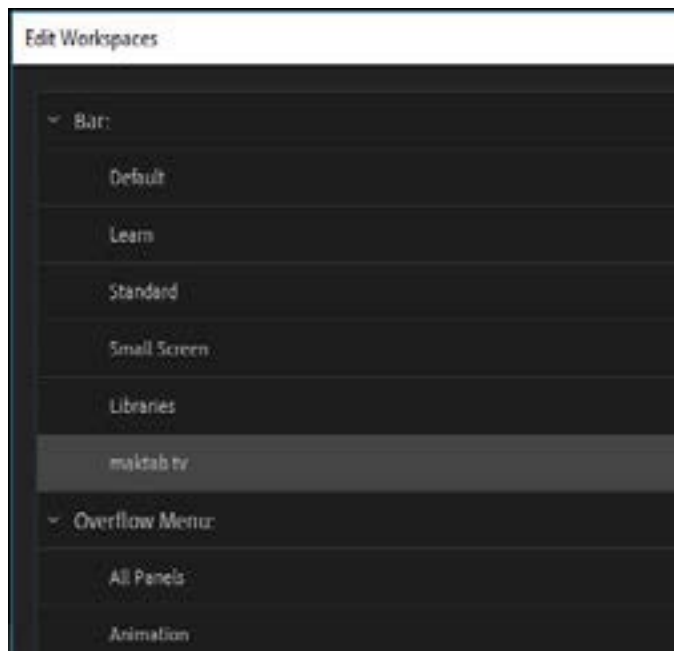 Edit Workspaces
Bar:
Default
Learn
Standard
Small Screen
Libraries
maktab tv
Overflow Menu:
All Panels
Animation